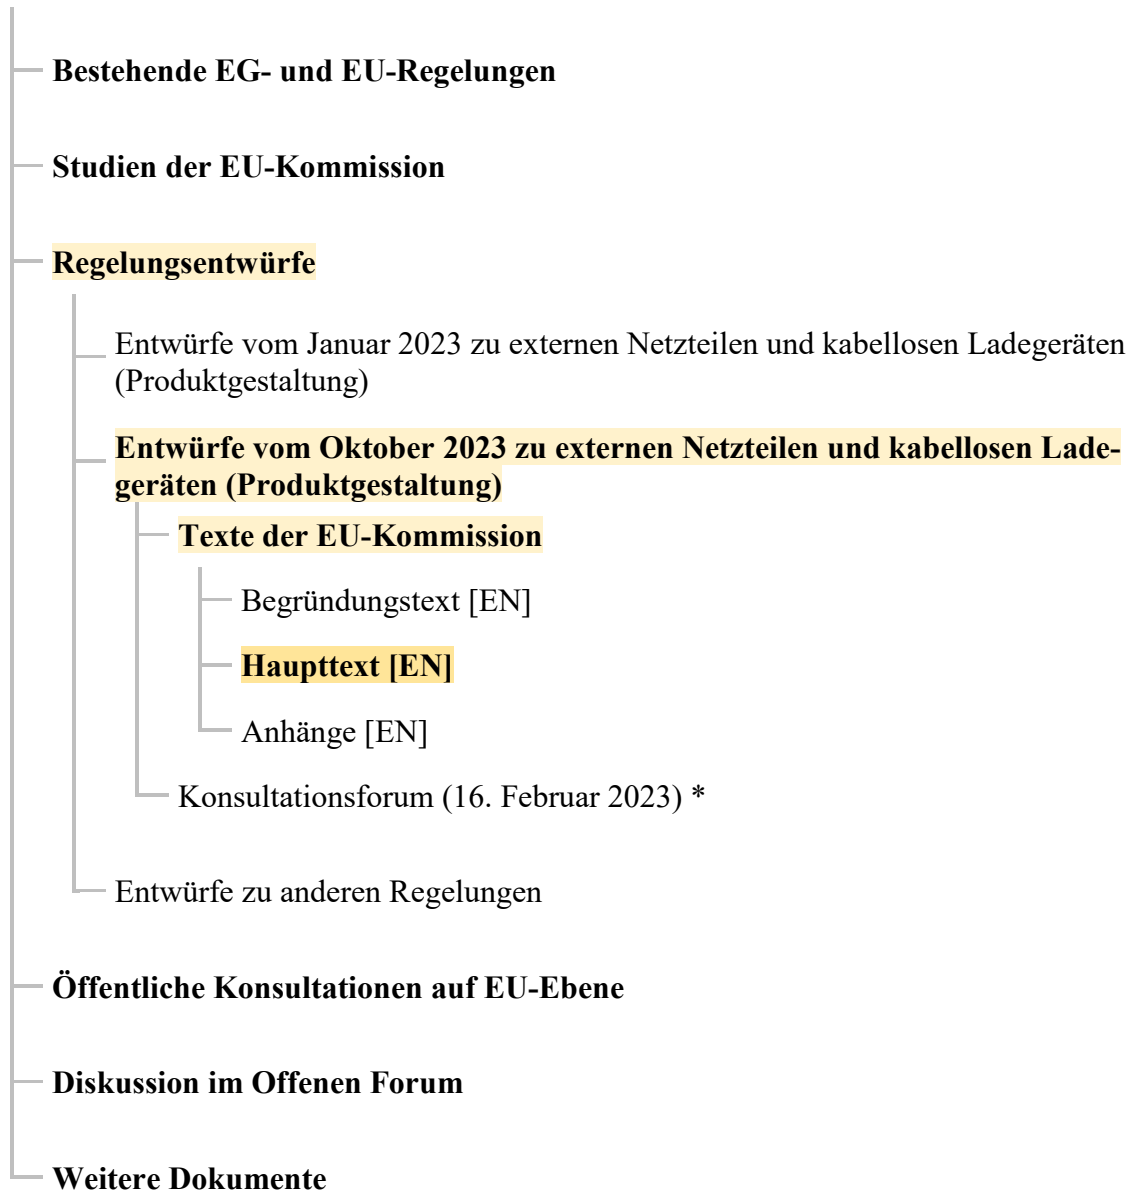 Bestehende EG- und EU-Regelungen
Studien der EU-Kommission
Regelungsentwürfe
Entwürfe vom Januar 2023 zu externen Netzteilen und kabellosen Ladegeräten
(Produktgestaltung)
Entwürfe vom Oktober 2023 zu externen Netzteilen und kabellosen Lade-
geräten (Produktgestaltung)
Texte der EU-Kommission
Begründungstext [EN]
Haupttext [EN]
Anhänge [EN]
Konsultationsforum (16. Februar 2023) *
Entwürfe zu anderen Regelungen
Öffentliche Konsultationen auf EU-Ebene
Diskussion im Offenen Forum
Weitere Dokumente